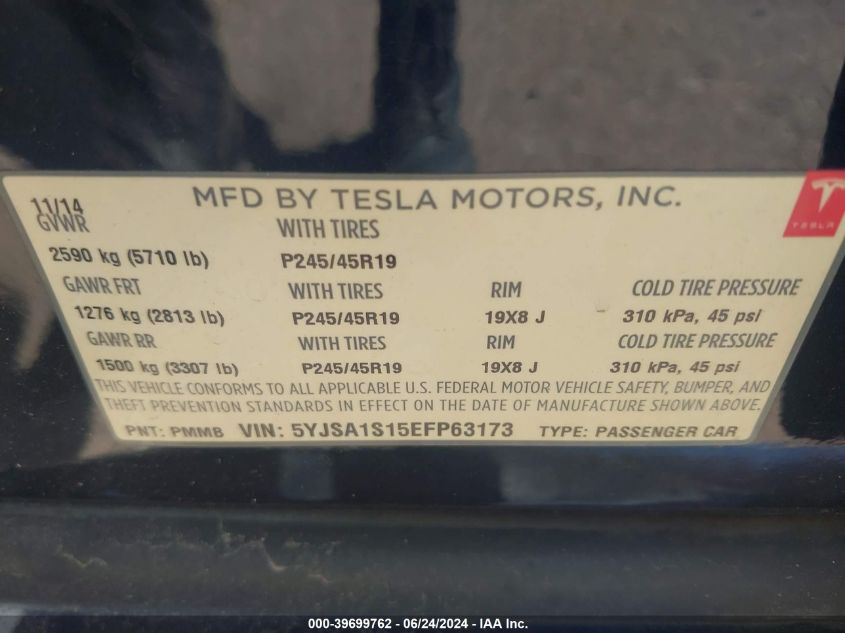 11/14 MFD BY TESLA MOTORS, INC.
GVWR WITH TIRES
2590 kg (5710 lb) P245/45R19
GAWR FRT WITH TIRES RIM COLD TIRE PRESSURE
1276 kg (2813 lb) P245/45R19 19X8 J 310 kPa, 45 psi
GAWR RR WITH TIRES RIM COLD TIRE PRESSURE
1500 kg (3307 lb) P245/45R19 19X8 J 310 kPa, 45 psi
THIS VEHICLE CONFORMS TO ALL APPLICABLE U.S. FEDERAL MOTOR VEHICLE SAFETY, BUMPER, AND
THEFT PREVENTION STANDARDS IN EFFECT ON THE DATE OF MANUFACTURE SHOWN ABOVE.
PNT: PMMB VIN: 5YJSA1S15EFP63173 TYPE: PASSENGER CAR
TESLA
000-39699762 - 06/24/2024 - IAA Inc.